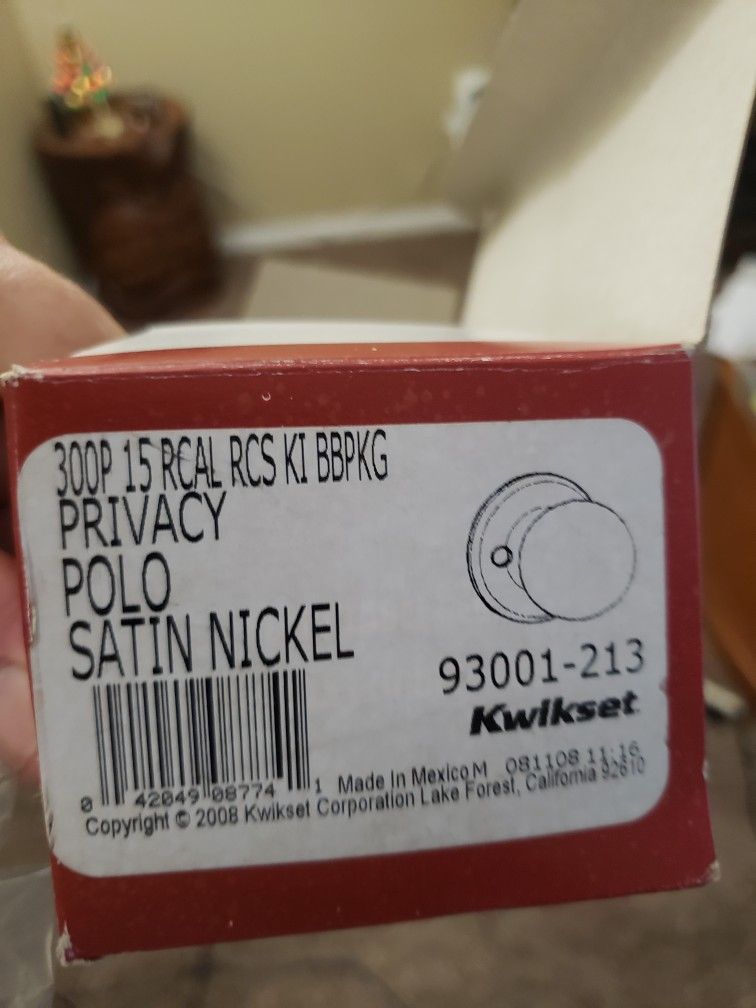 300P 15 RCAL RCS KI BBPKG
PRIVACY
POLO
SATIN NICKEL
93001-213
Kwikset
0 42049 08774 1 Made In Mexico M 081108 11:16
Copyright © 2008 Kwikset Corporation Lake Forest, California 92610